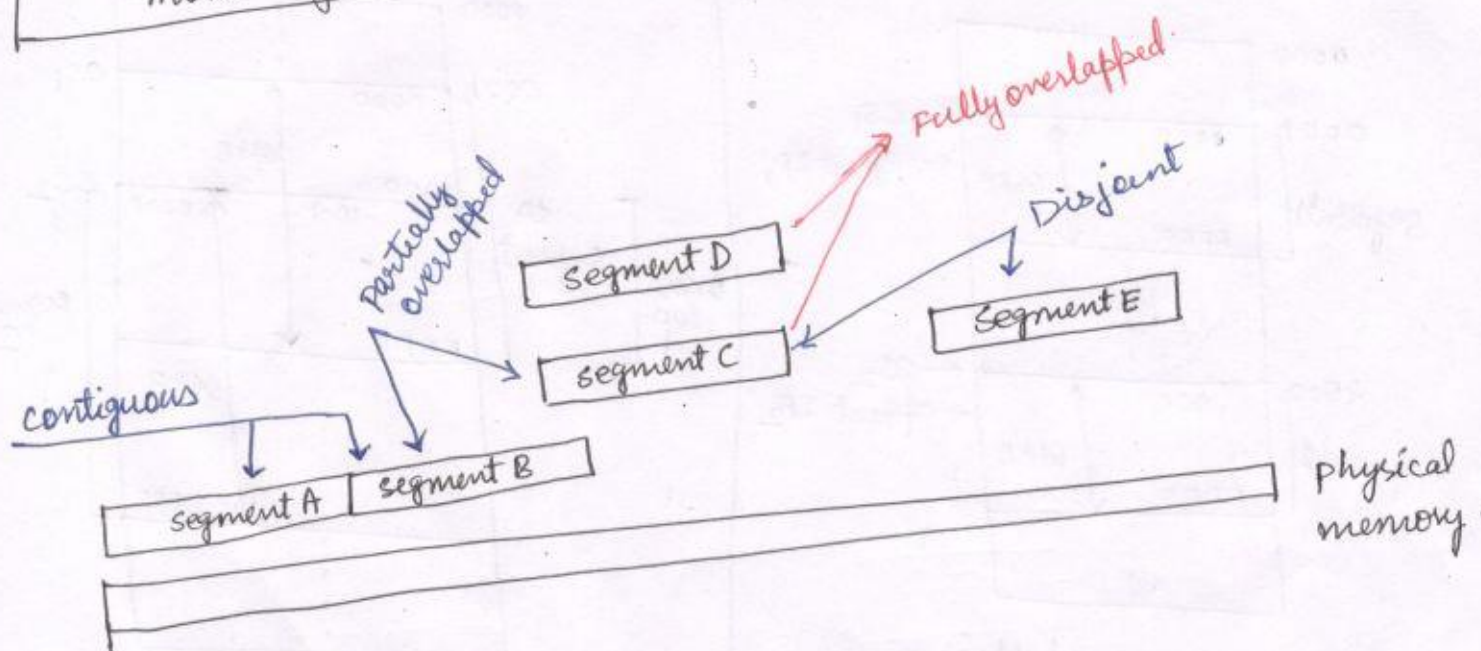 Fully overlapped.
Partially
overlapped
Disjoint
segment D
segment E
segment C
contiguous
segment A
segment B
physical
memory